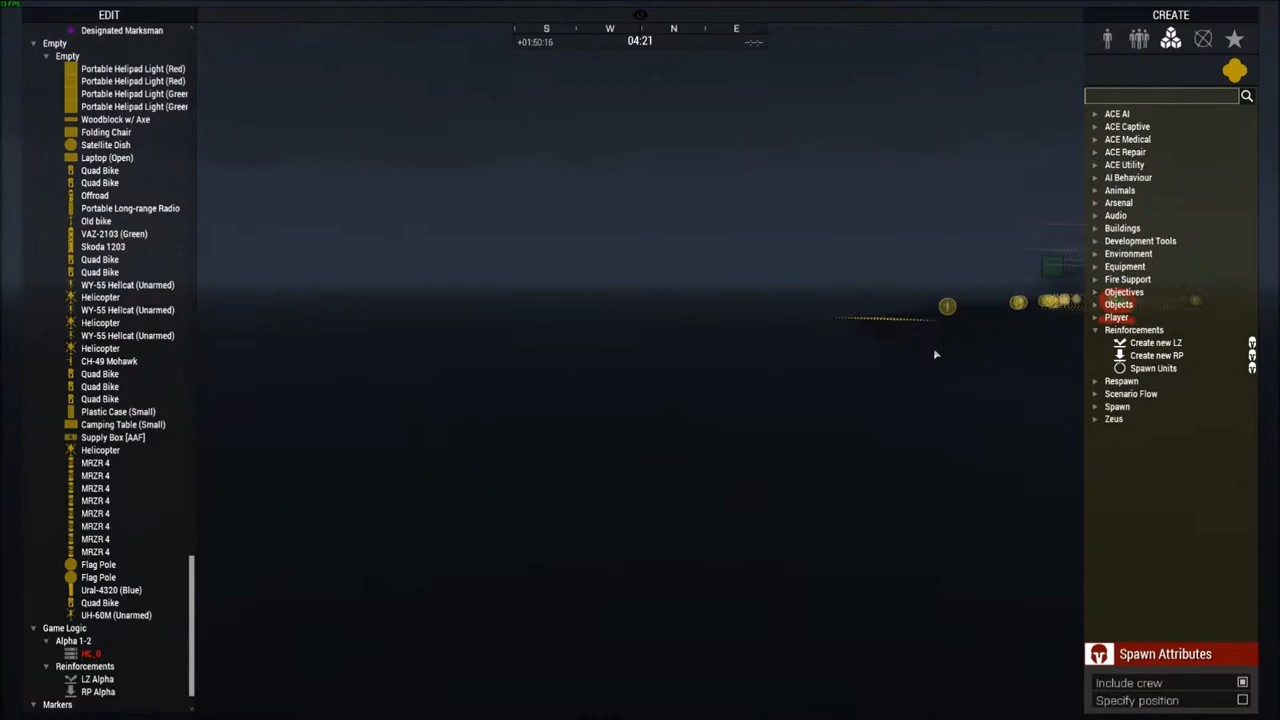 33 FPS
EDIT
Designated Marksman
Empty
Empty
Portable Helipad Light (Red)
Portable Helipad Light (Red)
Portable Helipad Light (Green
Portable Helipad Light (Green
Woodblock w/ Axe
Folding Chair
Satellite Dish
Laptop (Open)
Quad Bike
Quad Bike
Offroad
Portable Long-range Radio
Old bike
VAZ-2103 (Green)
Skoda 1203
Quad Bike
Quad Bike
WY-55 Hellcat (Unarmed)
Helicopter
WY-55 Hellcat (Unarmed)
Helicopter
WY-55 Hellcat (Unarmed)
Helicopter
CH-49 Mohawk
Quad Bike
Quad Bike
Quad Bike
Plastic Case (Small)
Camping Table (Small)
Supply Box [AAF]
Helicopter
MRZR 4
MRZR 4
MRZR 4
MRZR 4
MRZR 4
MRZR 4
MRZR 4
MRZR 4
Flag Pole
Flag Pole
Ural-4320 (Blue)
Quad Bike
UH-60M (Unarmed)
Game Logic
Alpha 1-2
HC_0
Reinforcements
LZ Alpha
RP Alpha
Markers
S W N E
+01:50:16 04:21 --:--
CREATE
ACE AI
ACE Captive
ACE Medical
ACE Repair
ACE Utility
AI Behaviour
Animals
Arsenal
Audio
Buildings
Development Tools
Environment
Equipment
Fire Support
Objectives
Objects
Player
Reinforcements
Create new LZ
Create new RP
Spawn Units
Respawn
Scenario Flow
Spawn
Zeus
Spawn Attributes
Include crew
Specify position